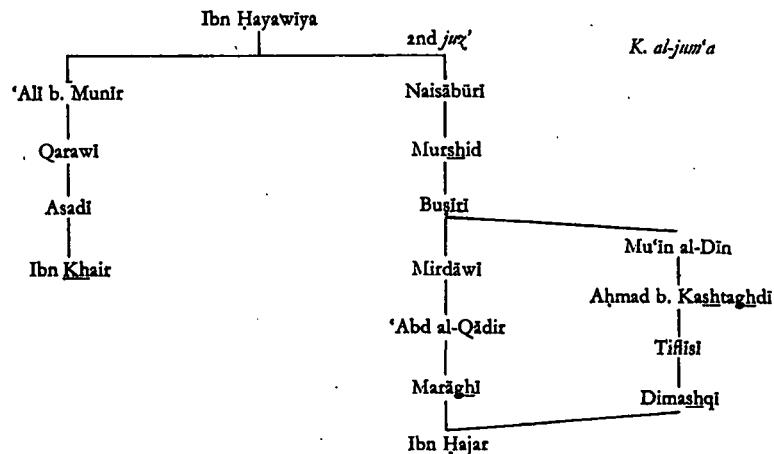 Ibn Ḥayawīya
2nd juz’
K. al-jum‘a
‘Alī b. Munīr
Naisābūrī
Qarawī
Murshid
Asadī
Buṣīrī
Ibn Khair
Mirdāwī
Mu‘īn al-Dīn
‘Abd al-Qādir
Aḥmad b. Kashtaghdī
Tiflīsī
Marāghī
Dimashqī
Ibn Ḥajar